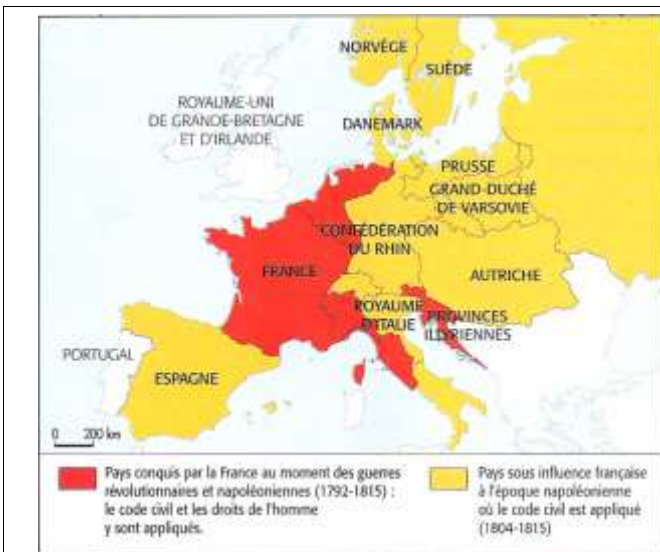 NORVÈGE
SUÈDE
ROYAUME-UNI
DE GRANDE-BRETAGNE
ET D'IRLANDE
DANEMARK
PRUSSE
GRAND-DUCHÉ
DE VARSOVIE
CONFÉDÉRATION
DU RHIN
FRANCE
AUTRICHE
ROYAUME
D'ITALIE
PROVINCES
ILLYRIENNES
PORTUGAL
ESPAGNE
0 200 km
Pays conquis par la France au moment des guerres
révolutionnaires et napoléoniennes (1792-1815) :
le code civil et les droits de l'homme
y sont appliqués.
Pays sous influence française
à l'époque napoléonienne
où le code civil est appliqué
(1804-1815)